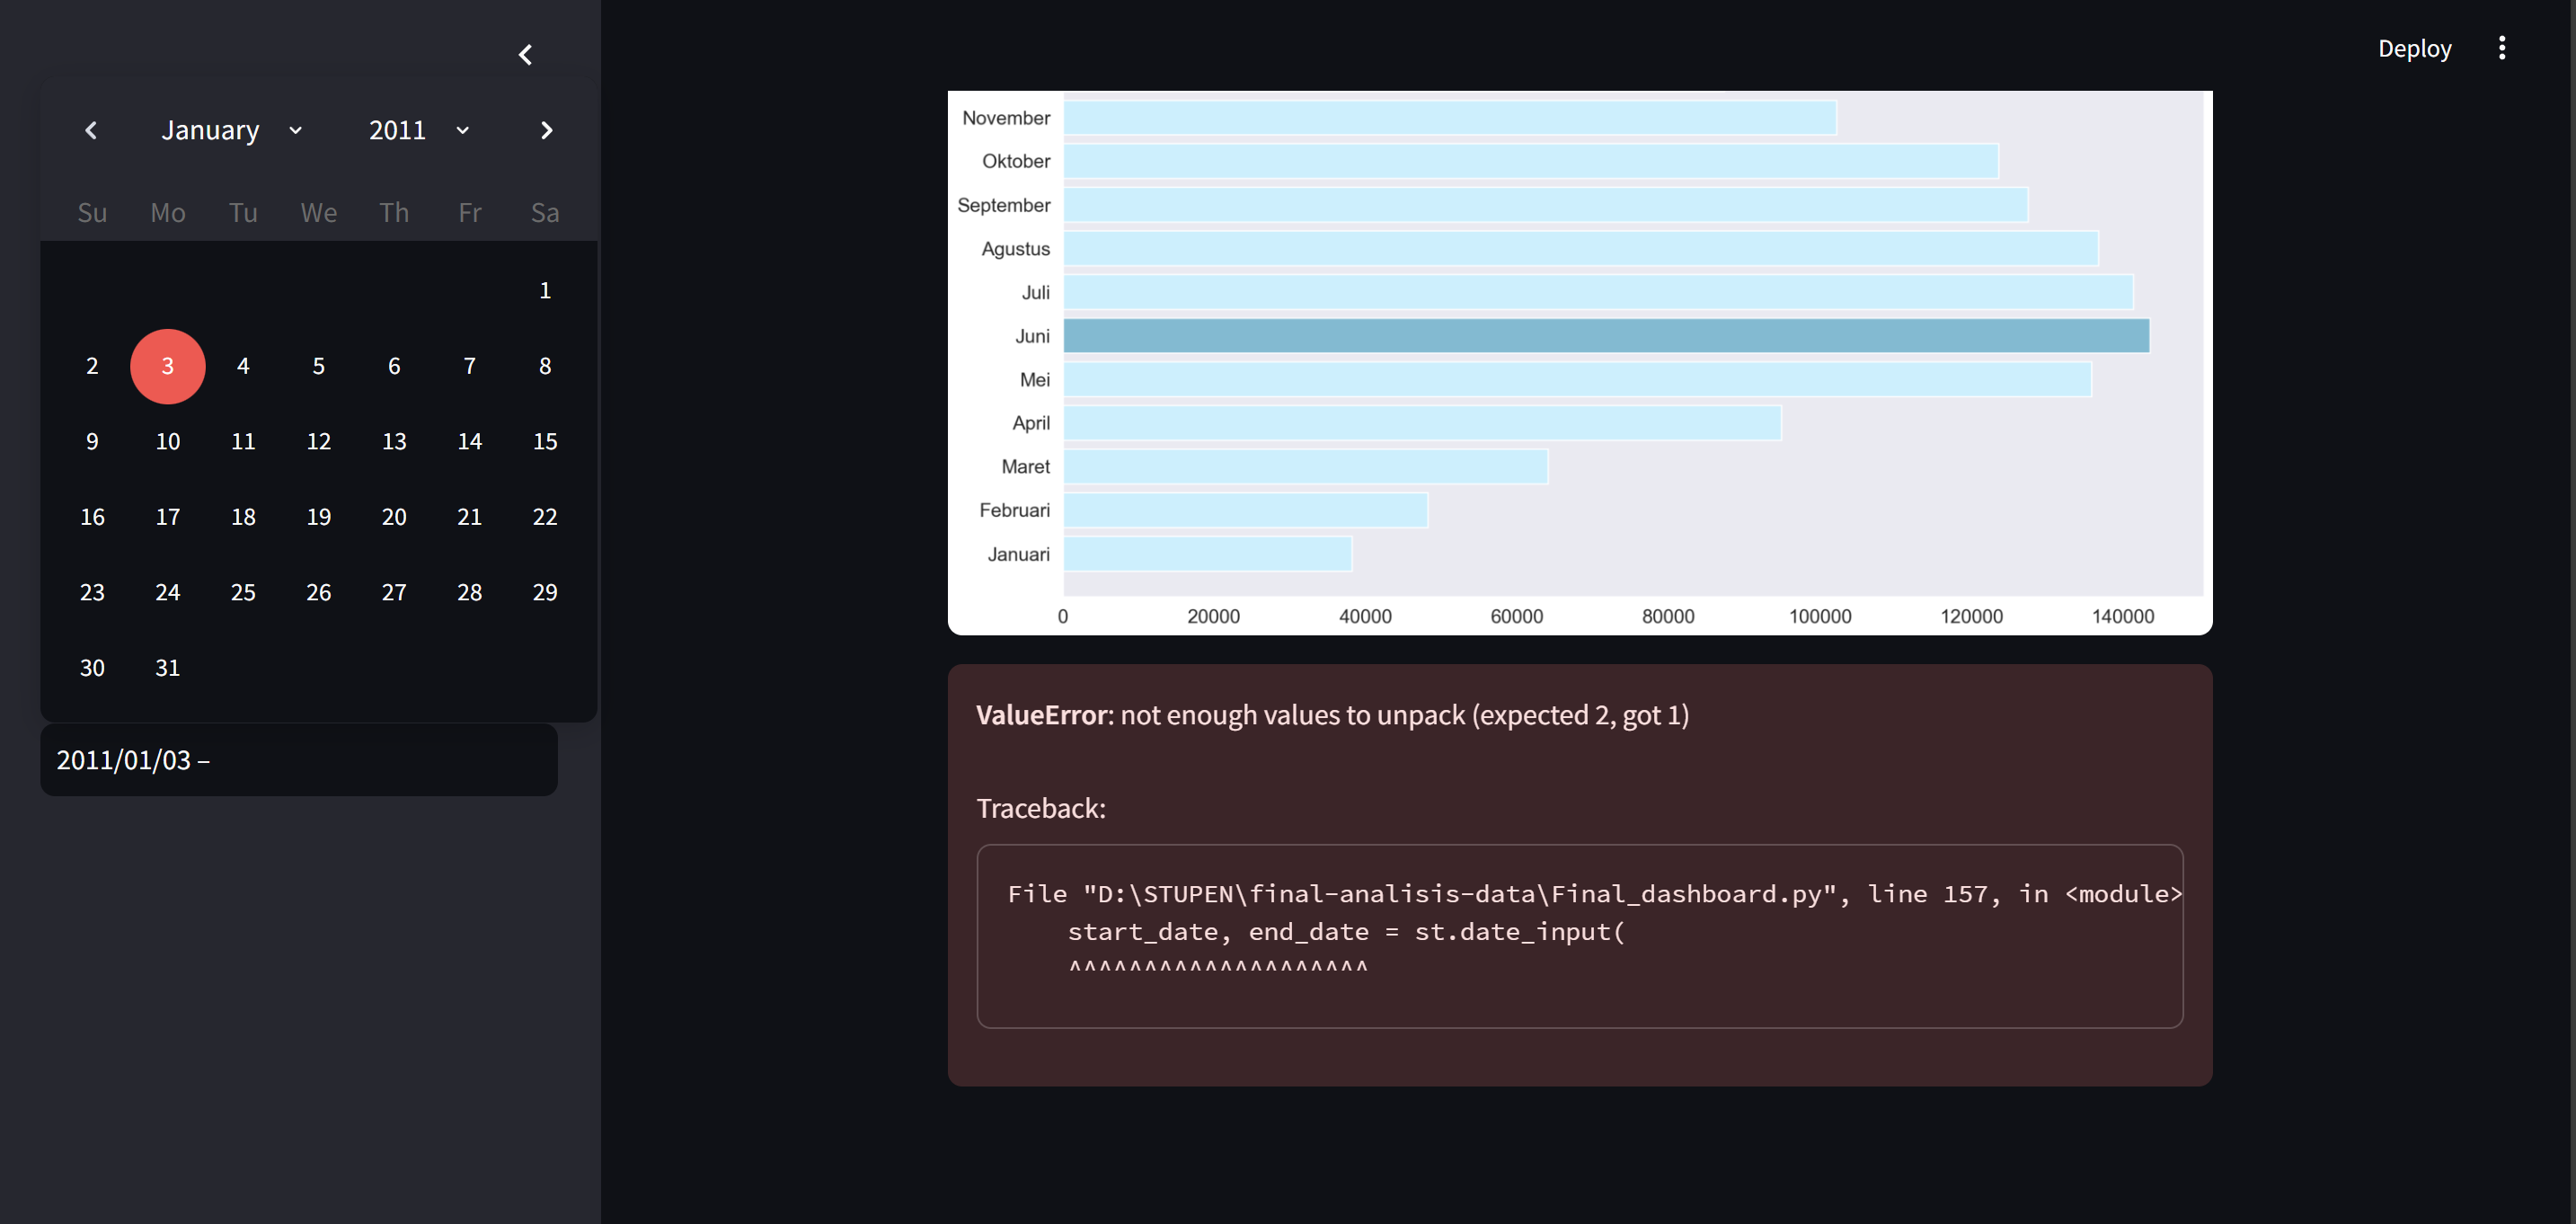 January 2011
Su Mo Tu We Th Fr Sa
1
2 3 4 5 6 7 8
9 10 11 12 13 14 15
16 17 18 19 20 21 22
23 24 25 26 27 28 29
30 31
2011/01/03 –
Deploy
November
Oktober
September
Agustus
Juli
Juni
Mei
April
Maret
Februari
Januari
0 20000 40000 60000 80000 100000 120000 140000
ValueError: not enough values to unpack (expected 2, got 1)
Traceback:
File "D:\STUPEN\final-analisis-data\Final_dashboard.py", line 157, in <module>
start_date, end_date = st.date_input(
^^^^^^^^^^^^^^^^^^^^